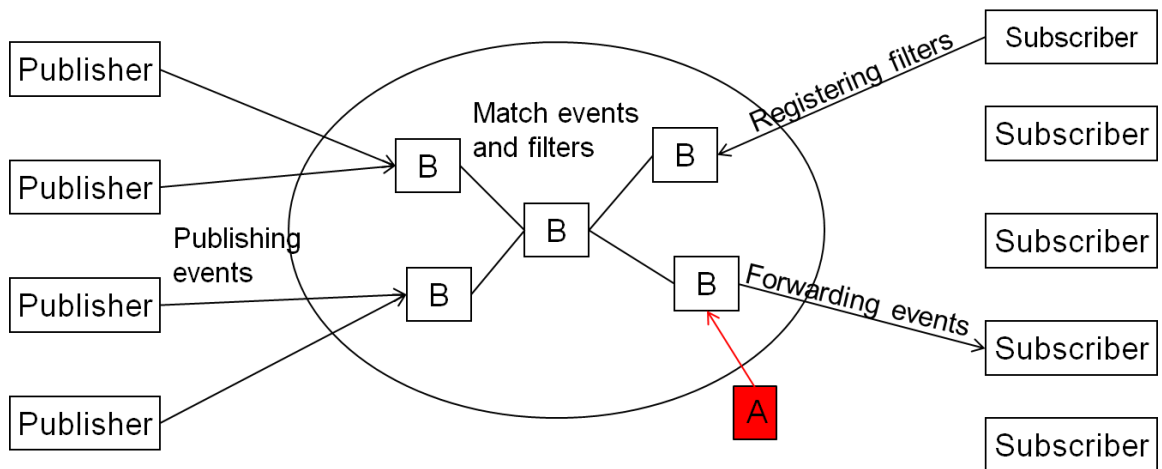 Publisher
Publisher
Publisher
Publisher
Publishing
events
Match events
and filters
B
B
B
B
B
A
Registering filters
Forwarding events
Subscriber
Subscriber
Subscriber
Subscriber
Subscriber